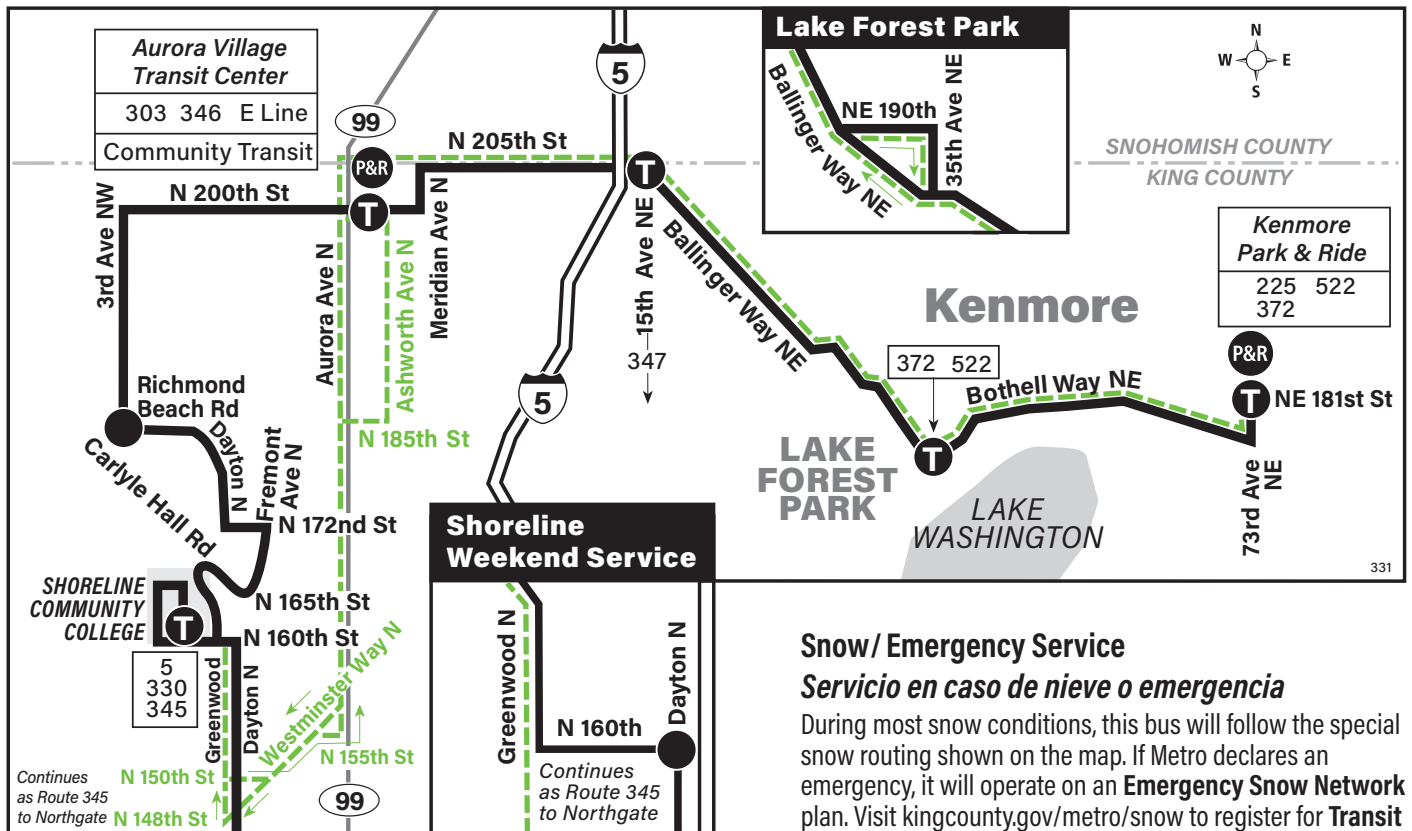 Aurora Village
Transit Center
303 346 E Line
Community Transit
99
P&R
T
N 205th St
N 200th St
3rd Ave NW
Aurora Ave N
Ashworth Ave N
Meridian Ave N
5
T
15th Ave NE
347
Ballinger Way NE
Lake Forest Park
Ballinger Way NE
NE 190th
35th Ave NE
N
W E
S
SNOHOMISH COUNTY
KING COUNTY
Kenmore
Park & Ride
225 522
372
P&R
T
NE 181st St
73rd Ave
NE
Kenmore
372 522
Bothell Way NE
T
LAKE
FOREST
PARK
LAKE
WASHINGTON
331
5
Richmond
Beach Rd
Dayton N
Fremont
Ave N
Carlyle Hall Rd
N 172nd St
N 185th St
N 165th St
SHORELINE
COMMUNITY
COLLEGE
T
N 160th St
5
330
345
Greenwood
Dayton N
Westminster Way N
N 155th St
N 150th St
N 148th St
99
Continues
as Route 345
to Northgate
Shoreline
Weekend Service
Greenwood N
Dayton N
N 160th
Continues
as Route 345
to Northgate
Snow/ Emergency Service
Servicio en caso de nieve o emergencia
During most snow conditions, this bus will follow the special
snow routing shown on the map. If Metro declares an
emergency, it will operate on an Emergency Snow Network
plan. Visit kingcounty.gov/metro/snow to register for Transit